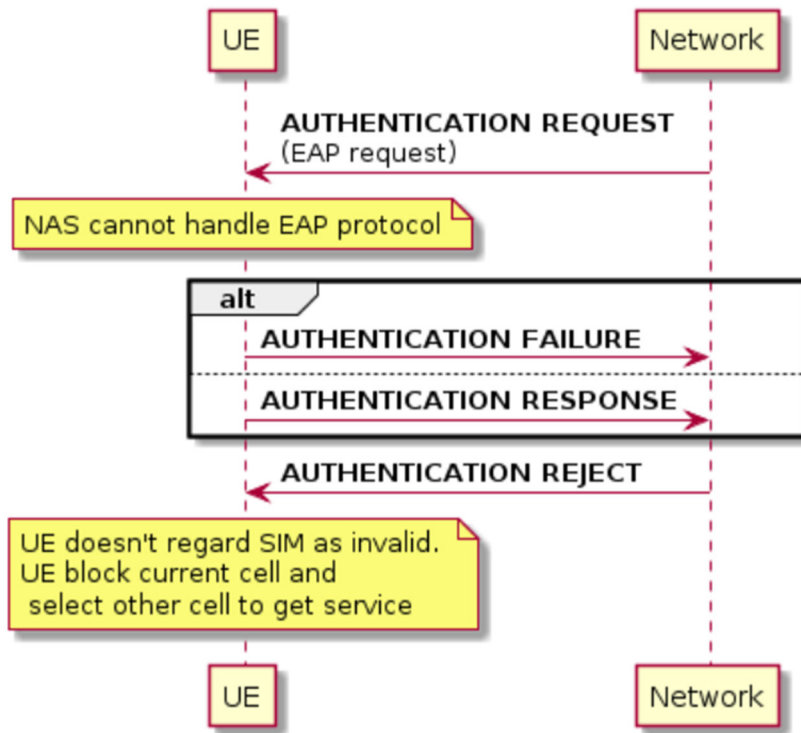 UE
Network
AUTHENTICATION REQUEST
(EAP request)
NAS cannot handle EAP protocol
alt
AUTHENTICATION FAILURE
AUTHENTICATION RESPONSE
AUTHENTICATION REJECT
UE doesn't regard SIM as invalid.
UE block current cell and
select other cell to get service
UE
Network